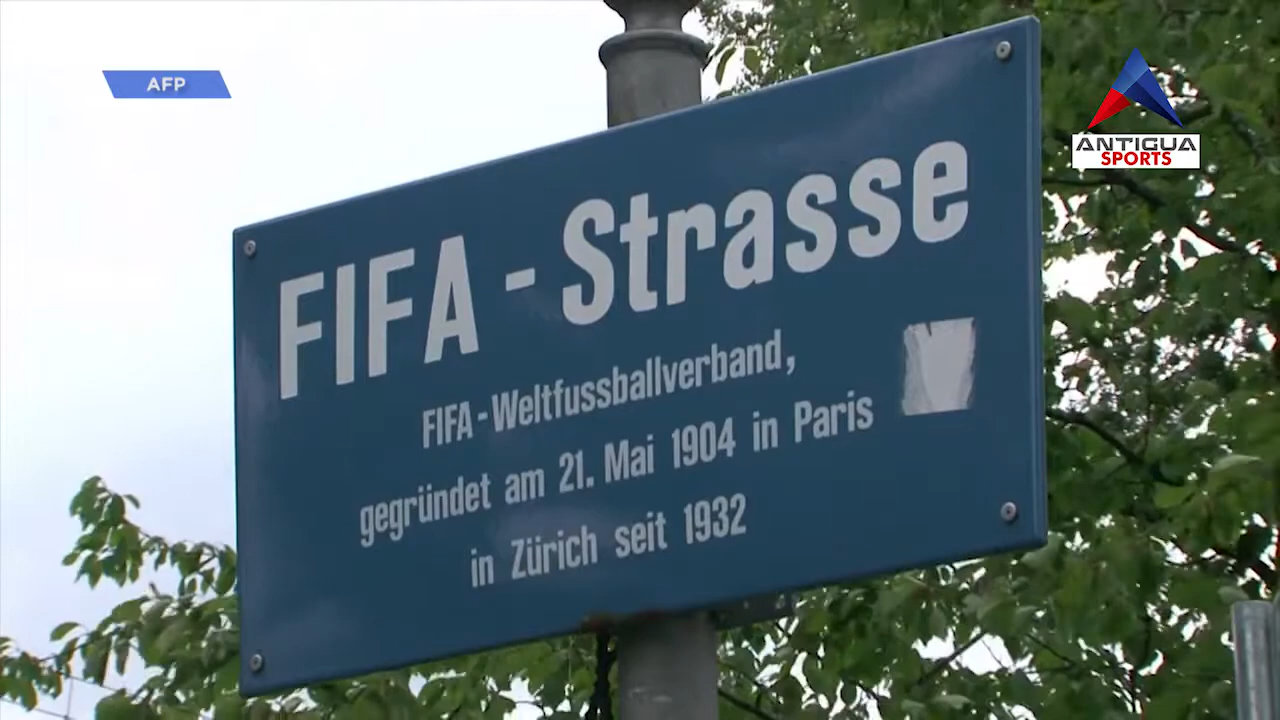 AFP
ANTIGUA
SPORTS
FIFA - Strasse
FIFA - Weltfussballverband,
gegründet am 21. Mai 1904 in Paris
in Zürich seit 1932